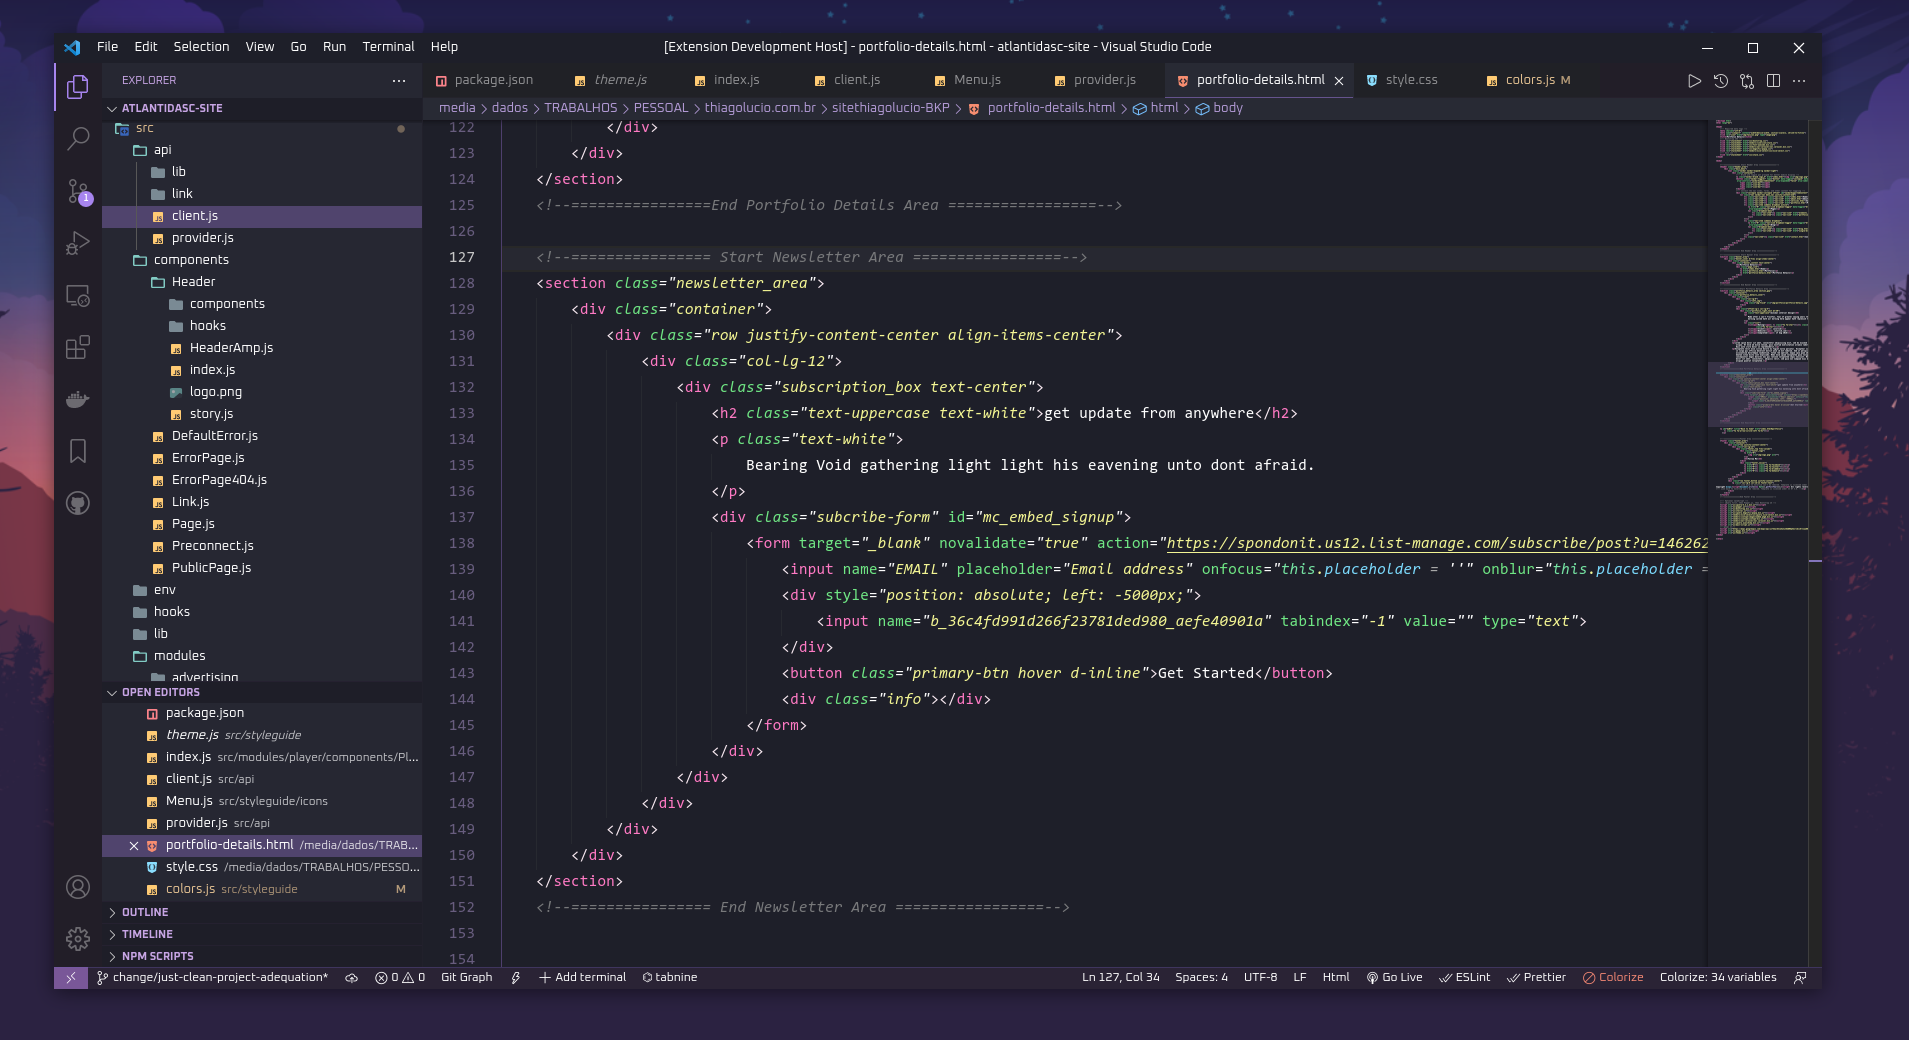 File Edit Selection View Go Run Terminal Help
[Extension Development Host] - portfolio-details.html - atlantidasc-site - Visual Studio Code
EXPLORER
package.json theme.js index.js client.js Menu.js provider.js portfolio-details.html style.css colors.js M
media > dados > TRABALHOS > PESSOAL > thiagolucio.com.br > sitethiagolucio-BKP > portfolio-details.html > html > body
ATLANTIDASC-SITE
src
api
lib
link
client.js
provider.js
components
Header
components
hooks
HeaderAmp.js
index.js
logo.png
story.js
DefaultError.js
ErrorPage.js
ErrorPage404.js
Link.js
Page.js
Preconnect.js
PublicPage.js
env
hooks
lib
modules
advertising
OPEN EDITORS
package.json
theme.js src/styleguide
index.js src/modules/player/components/Pl...
client.js src/api
Menu.js src/styleguide/icons
provider.js src/api
portfolio-details.html /media/dados/TRAB...
style.css /media/dados/TRABALHOS/PESSO...
colors.js src/styleguide M
OUTLINE
TIMELINE
NPM SCRIPTS
1
122 </div>
123 </div>
124 </section>
125 <!--================End Portfolio Details Area =================-->
126
127 <!--================ Start Newsletter Area =================-->
128 <section class="newsletter_area">
129 <div class="container">
130 <div class="row justify-content-center align-items-center">
131 <div class="col-lg-12">
132 <div class="subscription_box text-center">
133 <h2 class="text-uppercase text-white">get update from anywhere</h2>
134 <p class="text-white">
135 Bearing Void gathering light light his eavening unto dont afraid.
136 </p>
137 <div class="subcribe-form" id="mc_embed_signup">
138 <form target="_blank" novalidate="true" action="https://spondonit.us12.list-manage.com/subscribe/post?u=146262
139 <input name="EMAIL" placeholder="Email address" onfocus="this.placeholder = ''" onblur="this.placeholder =
140 <div style="position: absolute; left: -5000px;">
141 <input name="b_36c4fd991d266f23781ded980_aefe40901a" tabindex="-1" value="" type="text">
142 </div>
143 <button class="primary-btn hover d-inline">Get Started</button>
144 <div class="info"></div>
145 </form>
146 </div>
147 </div>
148 </div>
149 </div>
150 </div>
151 </section>
152 <!--================ End Newsletter Area =================-->
153
154
change/just-clean-project-adequation* 0 0 Git Graph Add terminal tabnine Ln 127, Col 34 Spaces: 4 UTF-8 LF Html Go Live ESLint Prettier Colorize Colorize: 34 variables